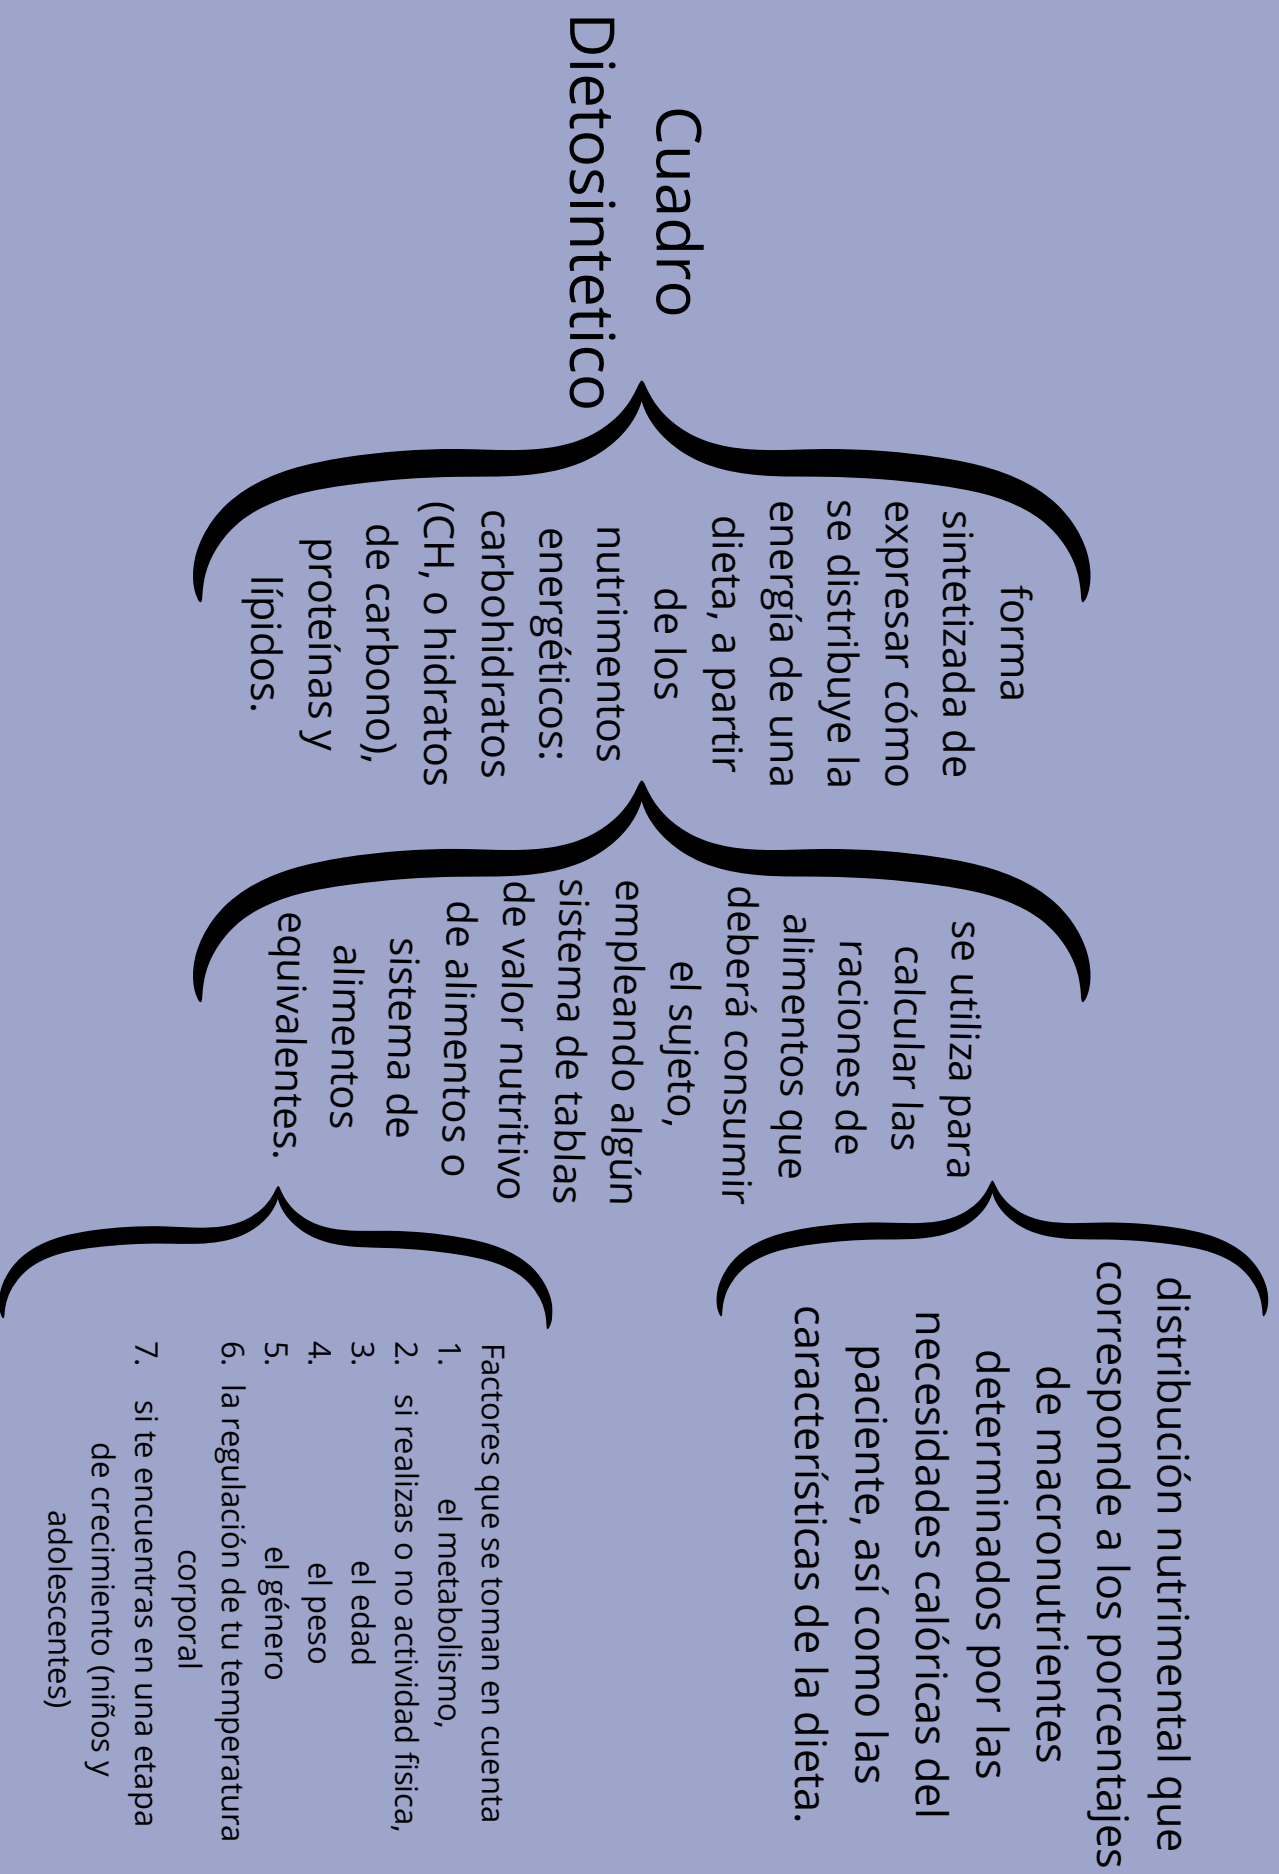 Cuadro
Dietosintetico
forma
sintetizada de
expresar cómo
se distribuye la
energía de una
dieta, a partir
de los
nutrimentos
energéticos:
carbohidratos
(CH, o hidratos
de carbono),
proteínas y
lípidos.
se utiliza para
calcular las
raciones de
alimentos que
deberá consumir
el sujeto,
empleando algún
sistema de tablas
de valor nutritivo
de alimentos o
sistema de
alimentos
equivalentes.
distribución nutrimental que
corresponde a los porcentajes
de macronutrientes
determinados por las
necesidades calóricas del
paciente, así como las
características de la dieta.
Factores que se toman en cuenta
1. el metabolismo,
2. si realizas o no actividad física,
3. el edad
4. el peso
5. el género
6. la regulación de tu temperatura
corporal
7. si te encuentras en una etapa
de crecimiento (niños y
adolescentes)